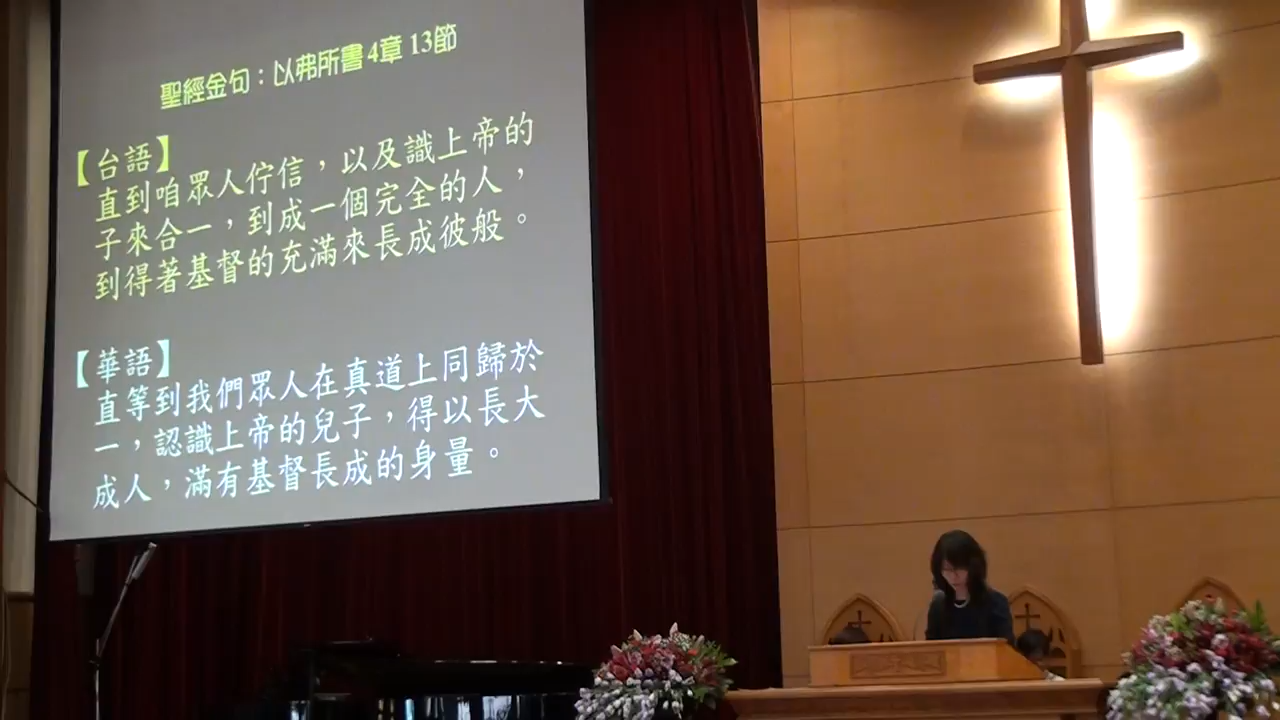 聖經金句：以弗所書4章 13節
【台語】
直到咱眾人佇信，以及識上帝的
子來合一，到成一個完全的人，
到得著基督的充滿來長成彼般。
【華語】
直等到我們眾人在真道上同歸於
一，認識上帝的兒子，得以長大
成人，滿有基督長成的身量。